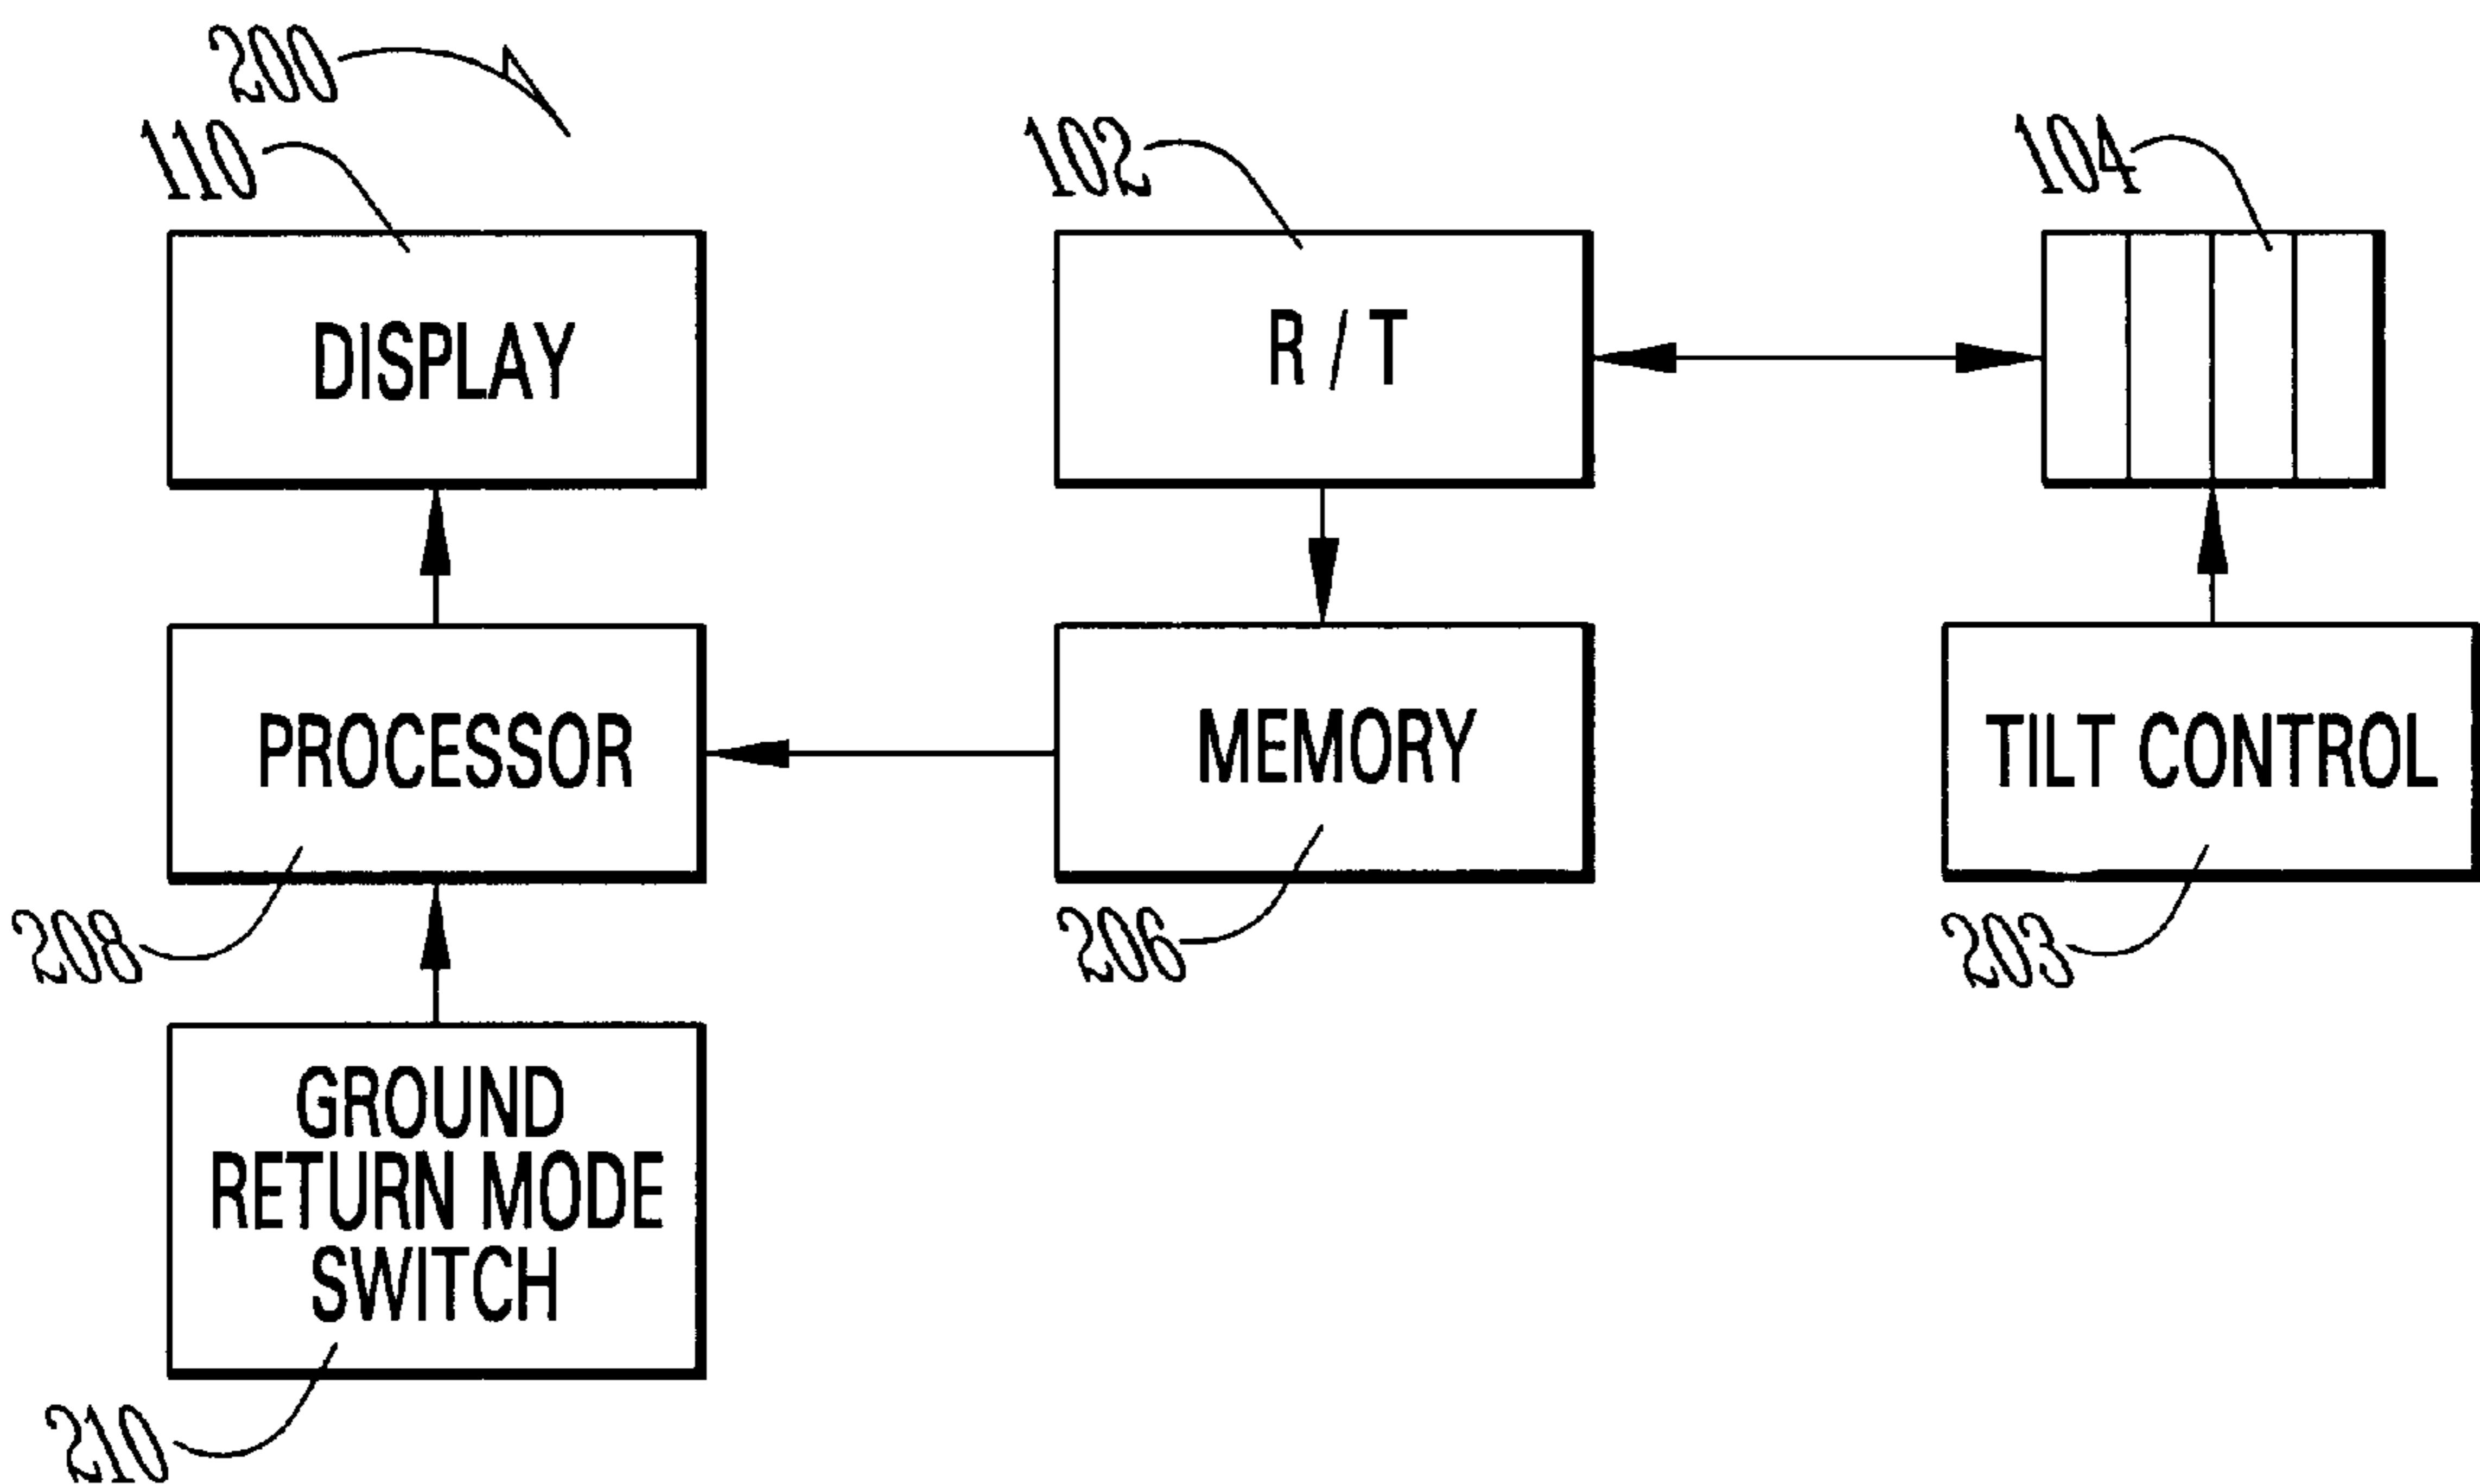 200
110
102
104
DISPLAY
R / T
PROCESSOR
MEMORY
TILT CONTROL
208
206
203
GROUND
RETURN MODE
SWITCH
210